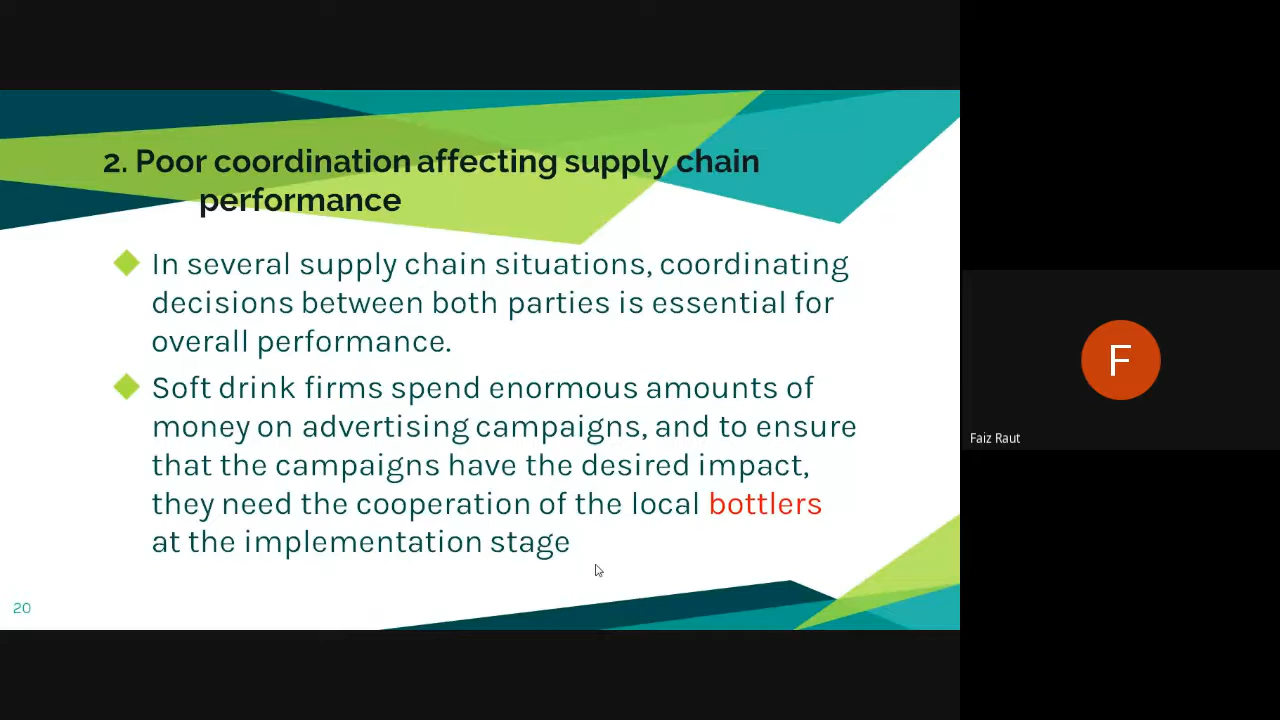 2. Poor coordination affecting supply chain
performance
In several supply chain situations, coordinating
decisions between both parties is essential for
overall performance.
Soft drink firms spend enormous amounts of
money on advertising campaigns, and to ensure
that the campaigns have the desired impact,
they need the cooperation of the local bottlers
at the implementation stage
20
F
Faiz Raut